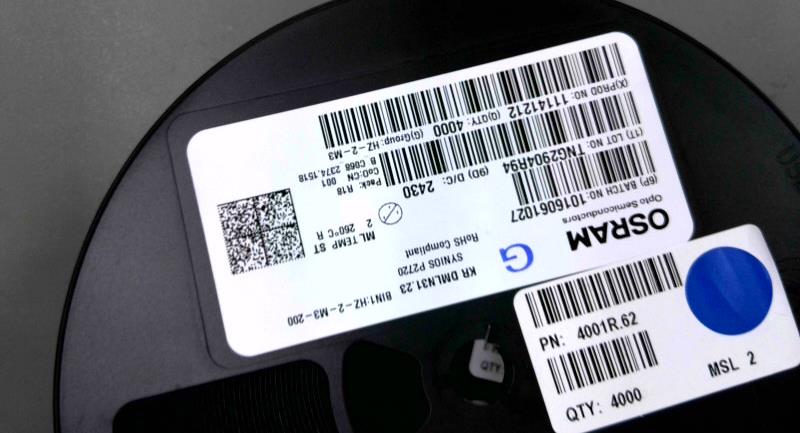 OSRAM
Opto Semiconductors
KR DMLN31.23 BIN1:HZ-2-M3-200
SYNIOS P2720
RoHS Compliant
ML TEMP ST
2 260°C R
(6P) BATCH NO:1016061027
(1T) LOT NO: TNG2904R94
(9D) D/C: 2430
Pack: R18
CoO:CN 001
B C068 2374.1518
(X)PROD NO:11141212 (Q)QTY: 4000 (G)Group:HZ-2-M3
PN: 4001R.62
QTY: 4000
MSL 2
QTY